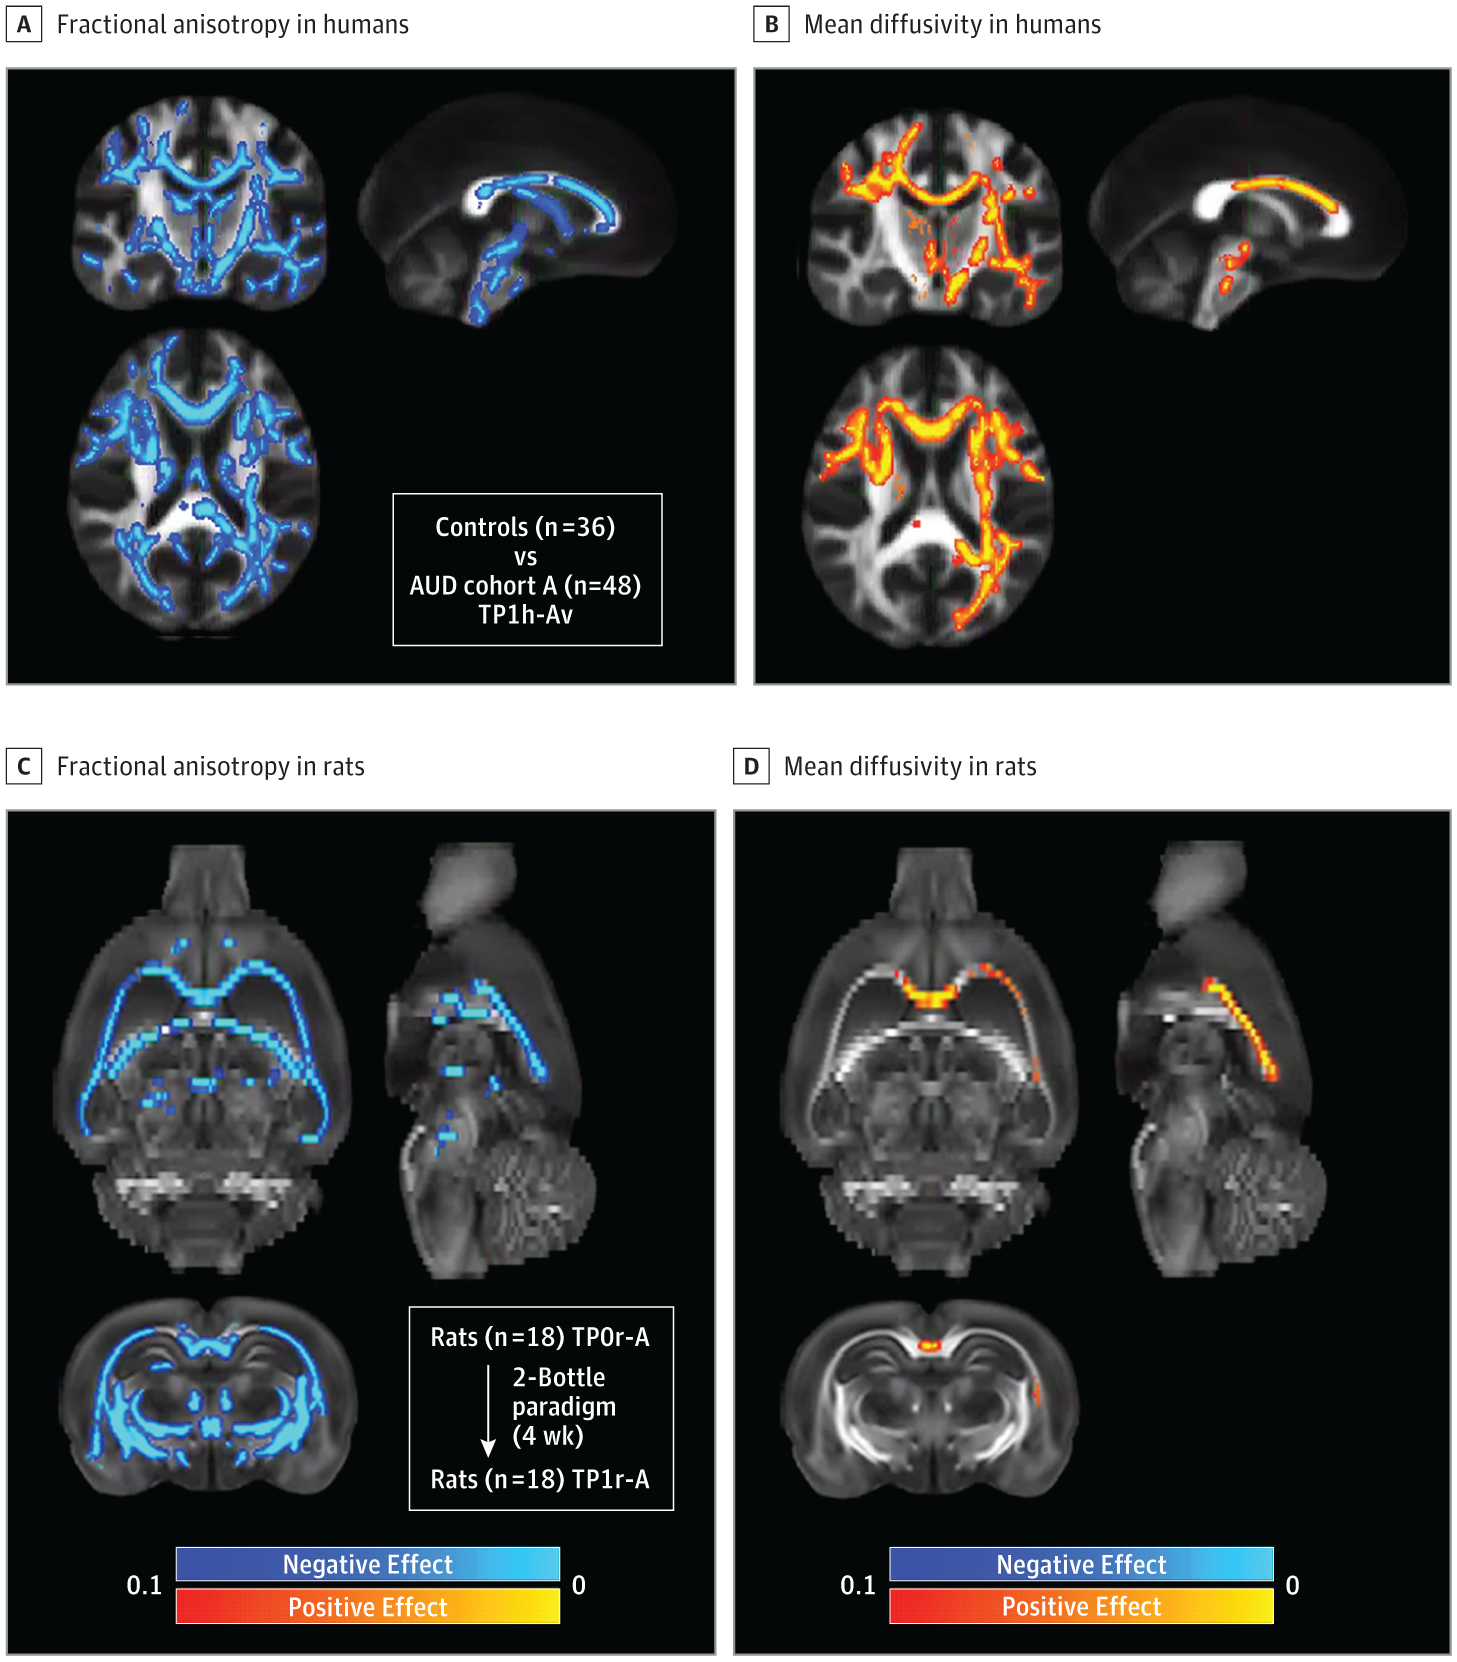 A Fractional anisotropy in humans
B Mean diffusivity in humans
Controls (n=36)
vs
AUD cohort A (n=48)
TP1h-Av
C Fractional anisotropy in rats
D Mean diffusivity in rats
Rats (n=18) TP0r-A
2-Bottle
paradigm
(4 wk)
Rats (n=18) TP1r-A
Negative Effect
0.1 0
Positive Effect
Negative Effect
0.1 0
Positive Effect